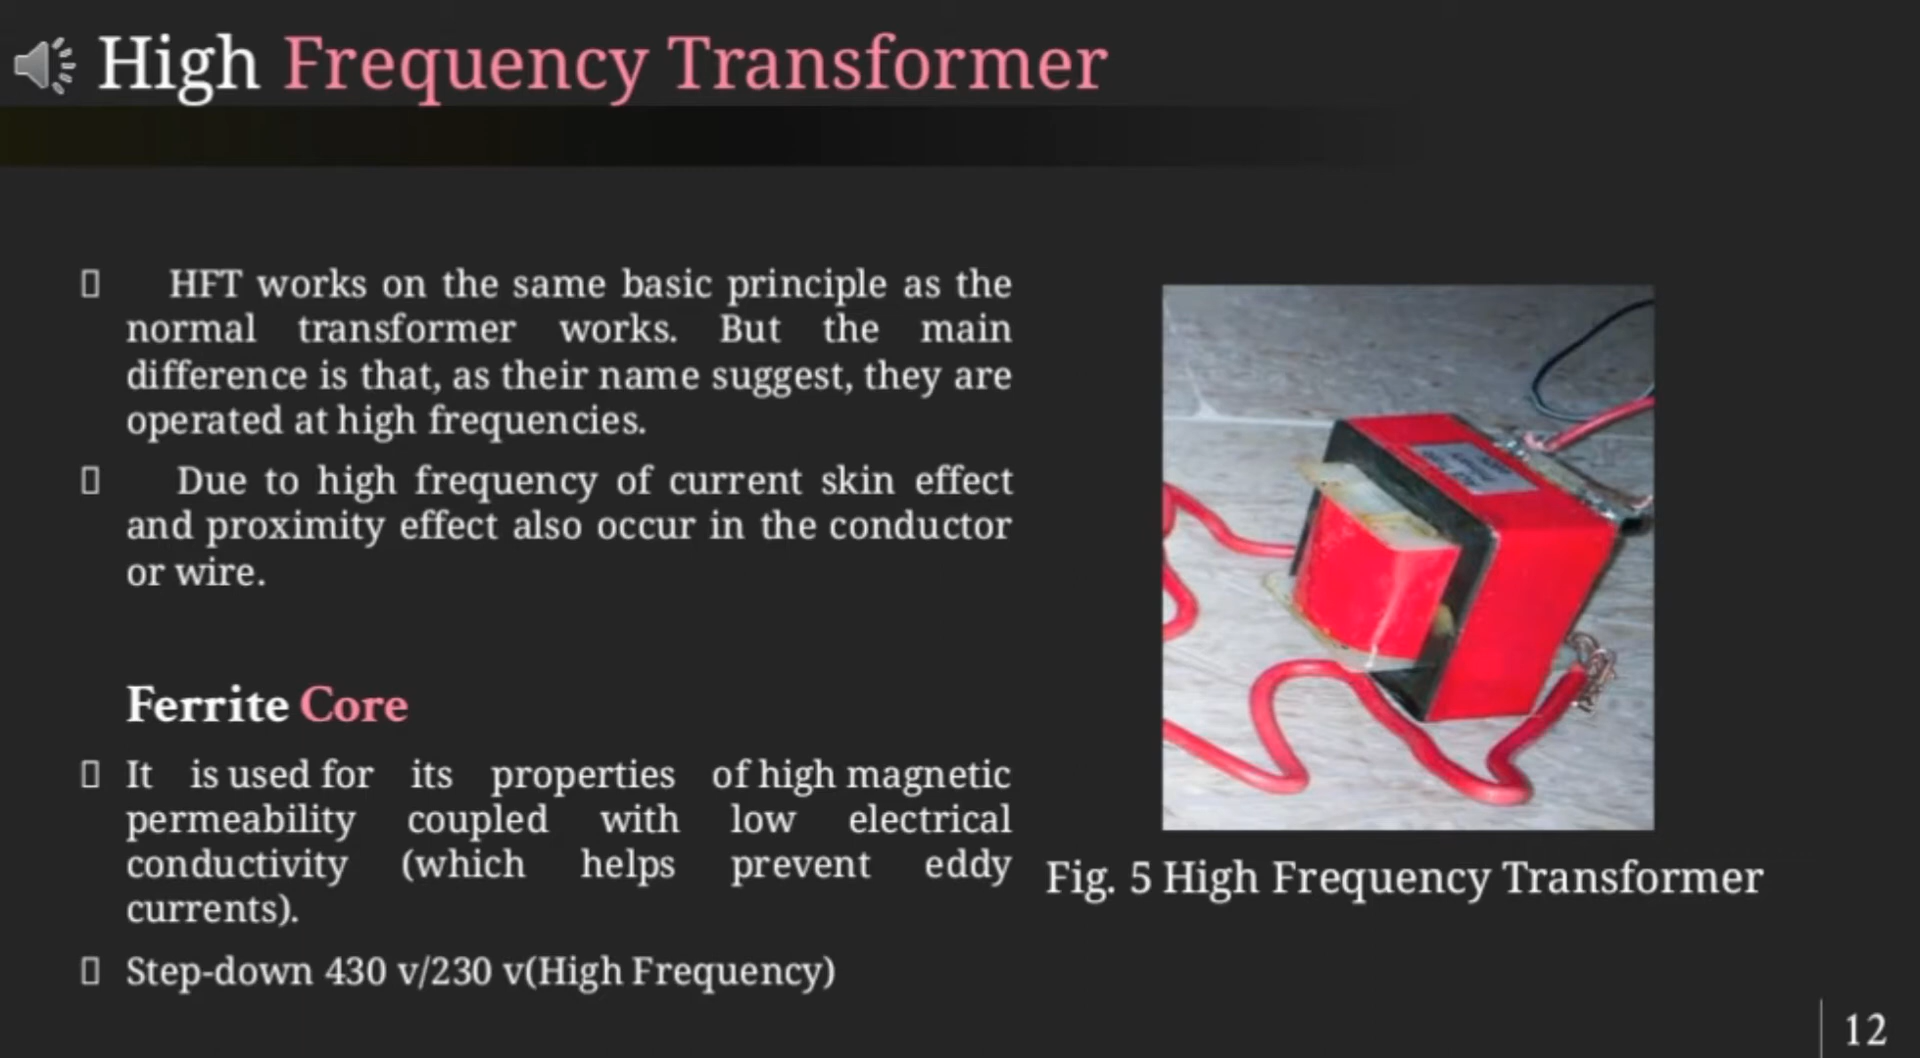 High Frequency Transformer
HFT works on the same basic principle as the
normal transformer works. But the main
difference is that, as their name suggest, they are
operated at high frequencies.
Due to high frequency of current skin effect
and proximity effect also occur in the conductor
or wire.
Ferrite Core
It is used for its properties of high magnetic
permeability coupled with low electrical
conductivity (which helps prevent eddy
currents).
Step-down 430 v/230 v(High Frequency)
Fig. 5 High Frequency Transformer
12